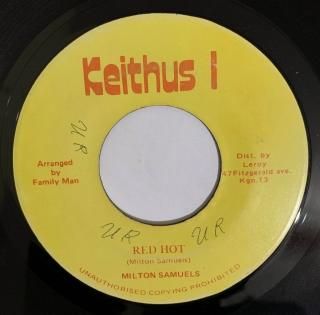 Keithus I
UR
Arranged
by
Family Man
Dist. by
Leroy
47Fitzgerald ave.
Kgn.13
UR
UR
RED HOT
(Milton Samuels)
MILTON SAMUELS
UNAUTHORISED COPYING PROHIBITED